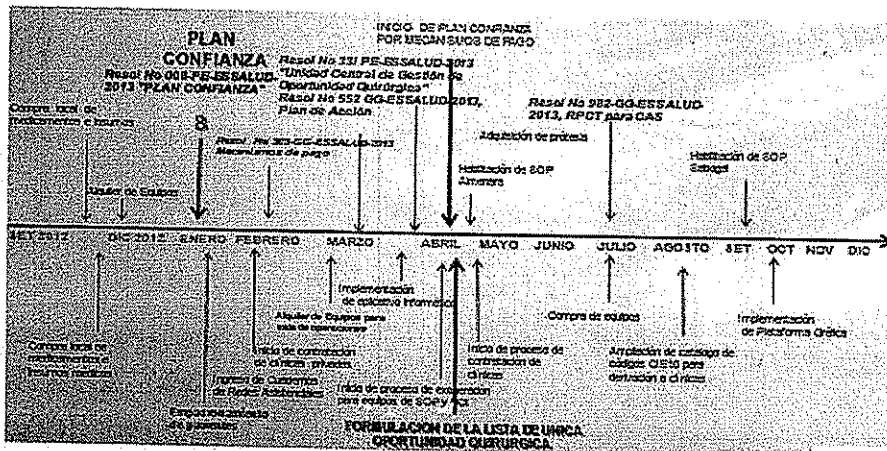 PLAN
CONFIANZA
Resol No 008-PE-ESSALUD-
2013 "PLAN CONFIANZA"
INICIO DE PLAN CONFIANZA
POR MECANISMOS DE PAGO
Resol No 331 PE-ESSALUD-2013
"Unidad Central de Gestión de
Oportunidad Quirúrgica"
Resol No 552 GG-ESSALUD-2013,
Plan de Acción
Resol No 982-GG-ESSALUD-
2013, RPCT para CAS
Compra local de
medicamentos e insumos
&
Resol. No 363-GG-ESSALUD-2013
Mecanismos de pago
Adquisición de prótesis
Alquiler de Equipos
Habilitación de SOP
Almenara
Habilitación de SOP
Sabogal
SET 2012 DIC 2012 ENERO FEBRERO MARZO ABRIL MAYO JUNIO JULIO AGOSTO SET OCT NOV DIC
Implementación
de aplicativo informático
Alquiler de Equipos para
salas de operaciones
Compra de equipos
Implementación
de Plataforma Gráfica
Compra local de
medicamentos e
insumos médicos
Inicio de contratación
de clínicas privadas
Inicio de proceso de
contratación de
clínicas
Ampliación de catálogo de
códigos CIE10 para
derivación a clínicas
Ingreso de
de Redes Asistenciales
Inicio de proceso de
para equipos de SOP y UCI
FORMULACION DE LA LISTA DE UNICA
OPORTUNIDAD QUIRURGICA